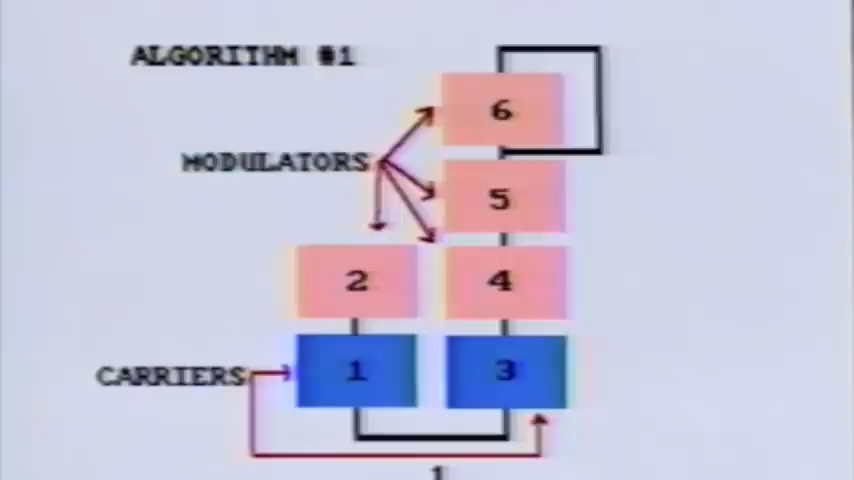 ALGORITHM #1
6
MODULATORS
5
2 4
CARRIERS 1 3
1